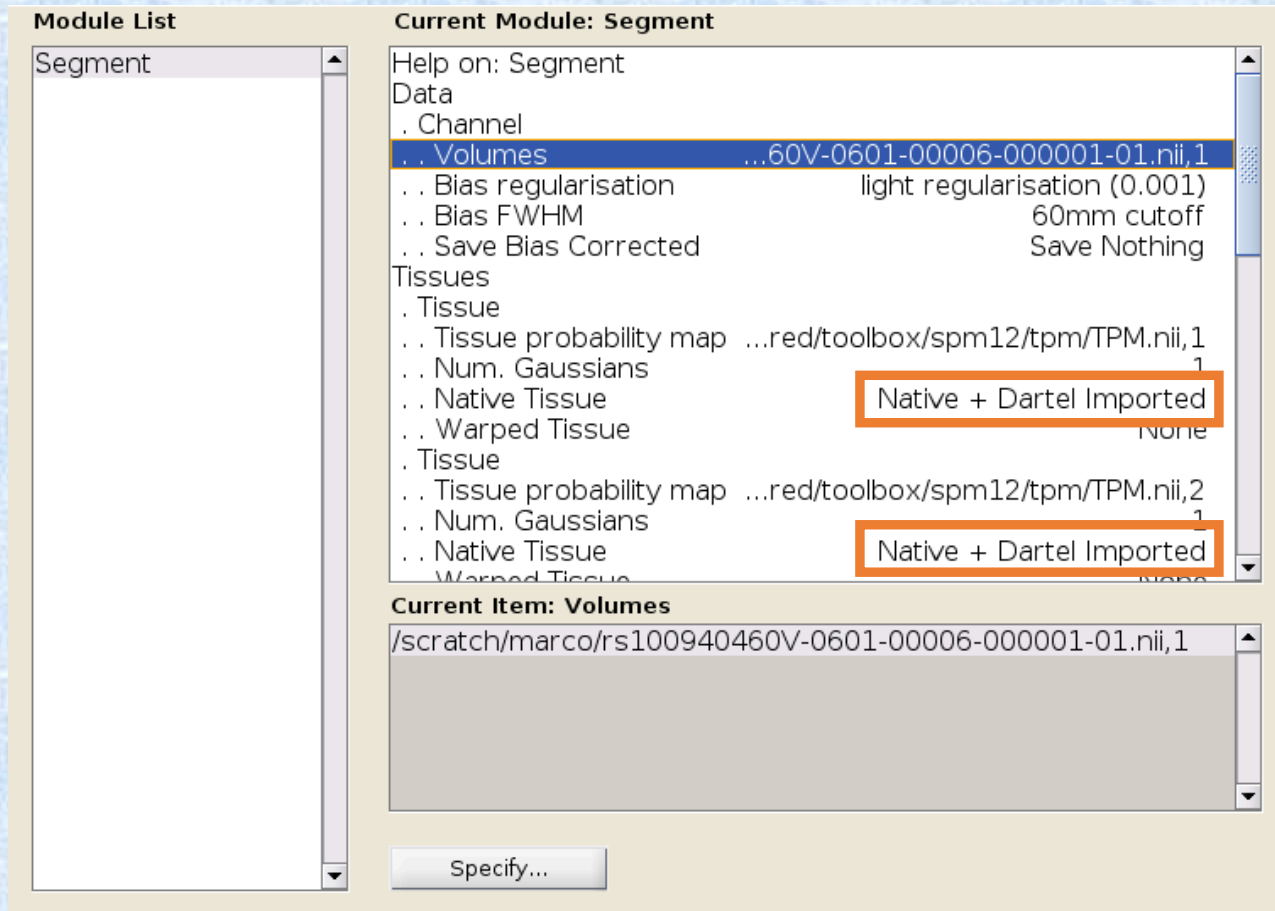 Module List
Current Module: Segment
Segment
Help on: Segment
Data
. Channel
. . Volumes ...60V-0601-00006-000001-01.nii,1
. . Bias regularisation light regularisation (0.001)
. . Bias FWHM 60mm cutoff
. . Save Bias Corrected Save Nothing
Tissues
. Tissue
. . Tissue probability map ...red/toolbox/spm12/tpm/TPM.nii,1
. . Num. Gaussians 1
. . Native Tissue Native + Dartel Imported
. . Warped Tissue None
. Tissue
. . Tissue probability map ...red/toolbox/spm12/tpm/TPM.nii,2
. . Num. Gaussians 1
. . Native Tissue Native + Dartel Imported
. . Warped Tissue None
Current Item: Volumes
/scratch/marco/rs100940460V-0601-00006-000001-01.nii,1
Specify...